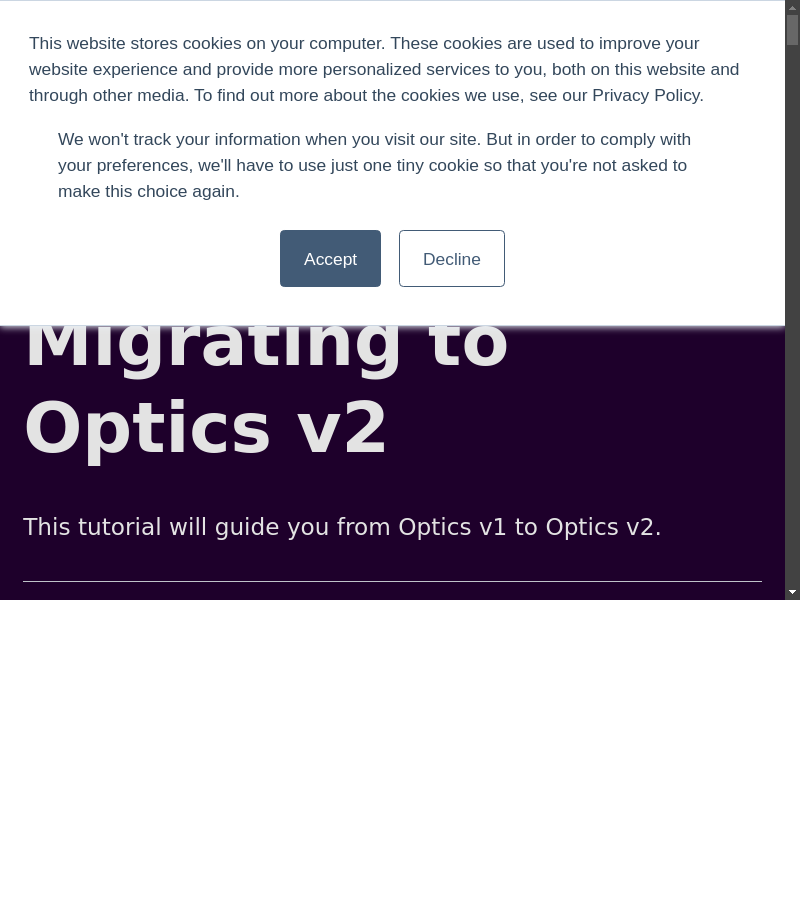 This website stores cookies on your computer. These cookies are used to improve your
website experience and provide more personalized services to you, both on this website and
through other media. To find out more about the cookies we use, see our Privacy Policy.
We won't track your information when you visit our site. But in order to comply with
your preferences, we'll have to use just one tiny cookie so that you're not asked to
make this choice again.
Accept Decline
Migrating to
Optics v2
This tutorial will guide you from Optics v1 to Optics v2.